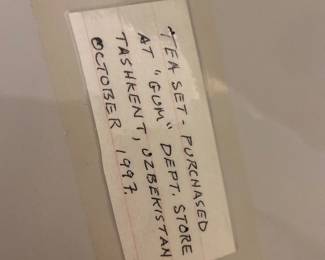 TEA SET - PURCHASED
AT "GUM" DEPT. STORE
TASHKENT, UZBEKISTAN
OCTOBER 1997.